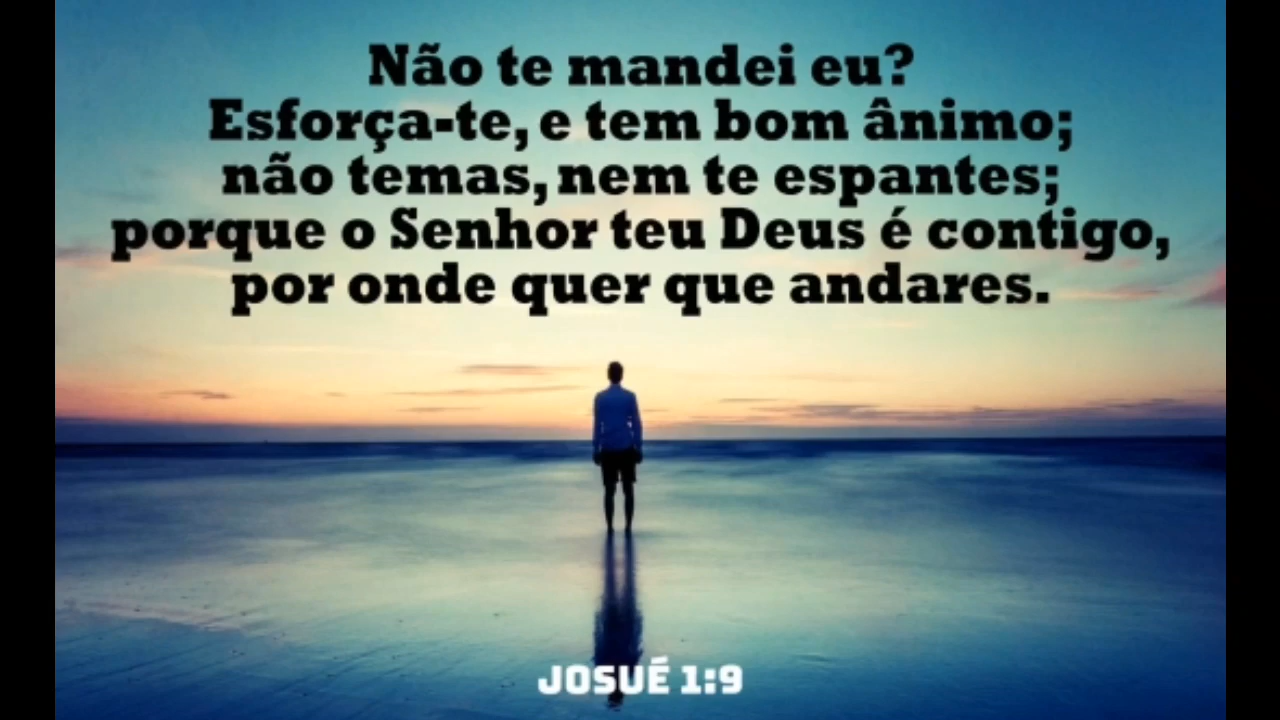 Não te mandei eu?
Esforça-te, e tem bom ânimo;
não temas, nem te espantes;
porque o Senhor teu Deus é contigo,
por onde quer que andares.
JOSUÉ 1:9